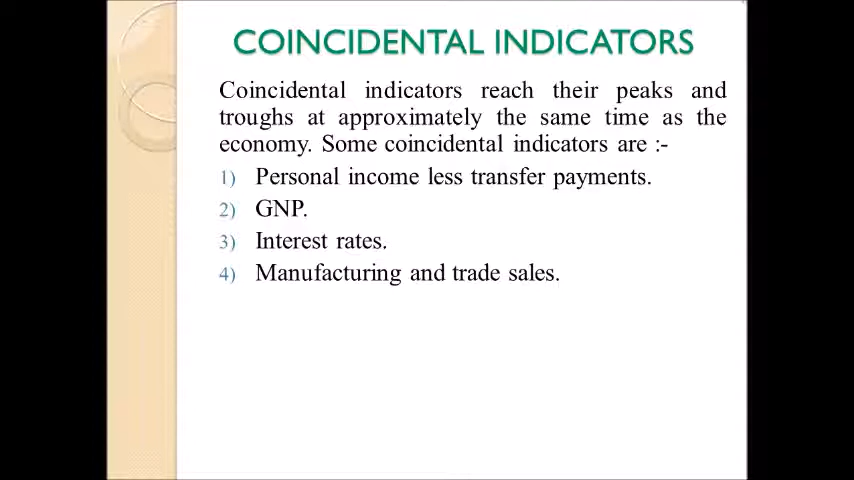 COINCIDENTAL INDICATORS
Coincidental indicators reach their peaks and
troughs at approximately the same time as the
economy. Some coincidental indicators are :-
1) Personal income less transfer payments.
2) GNP.
3) Interest rates.
4) Manufacturing and trade sales.